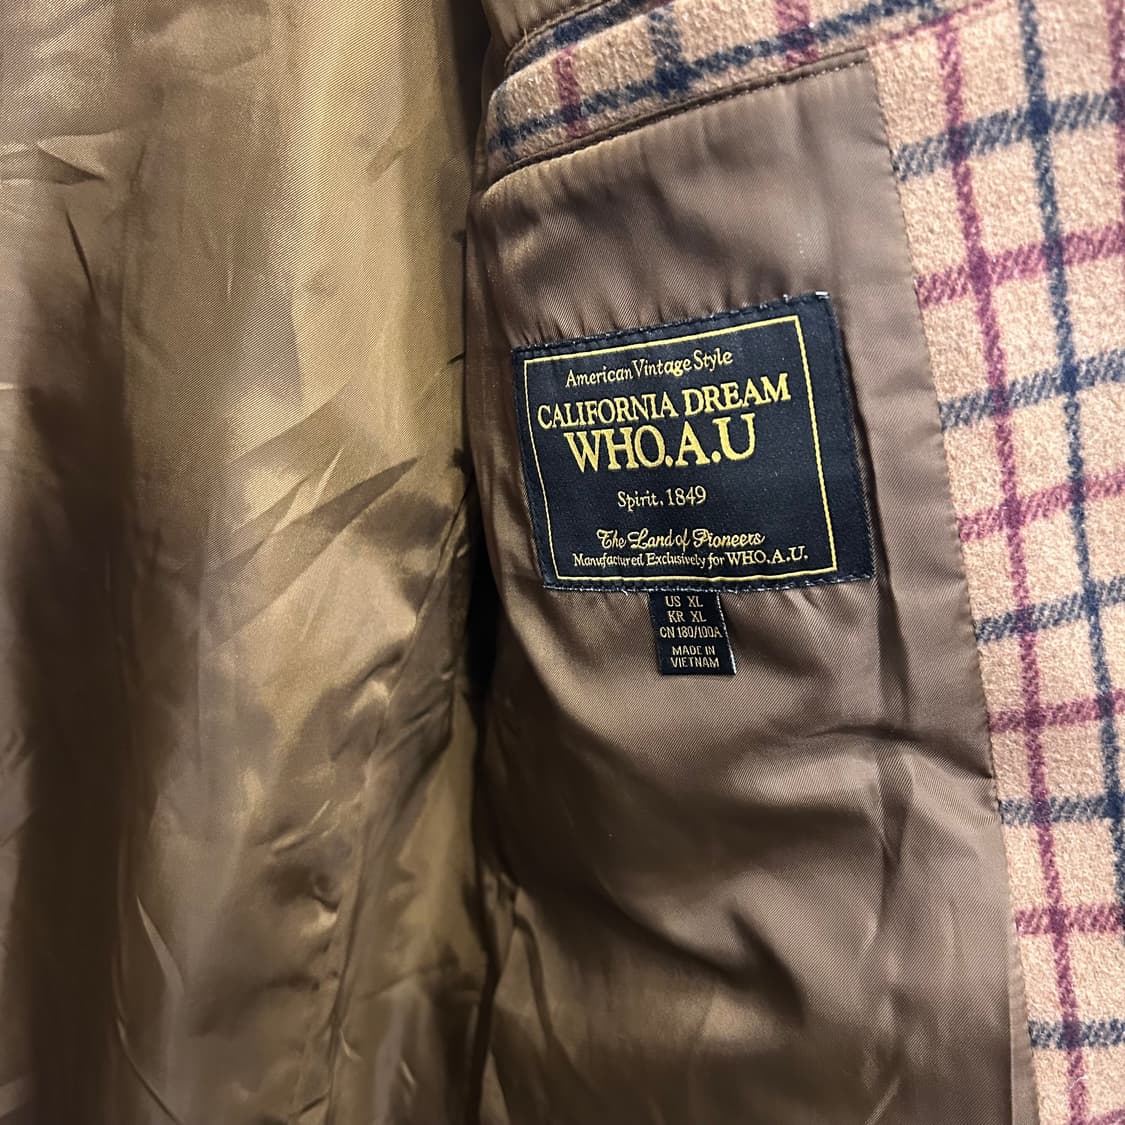 American Vintage Style
CALIFORNIA DREAM
WHO.A.U
Spirit. 1849
The Land of Pioneers
Manufactured Exclusively for WHO.A.U.
US XL
KR XL
CN 180/100A
MADE IN
VIETNAM